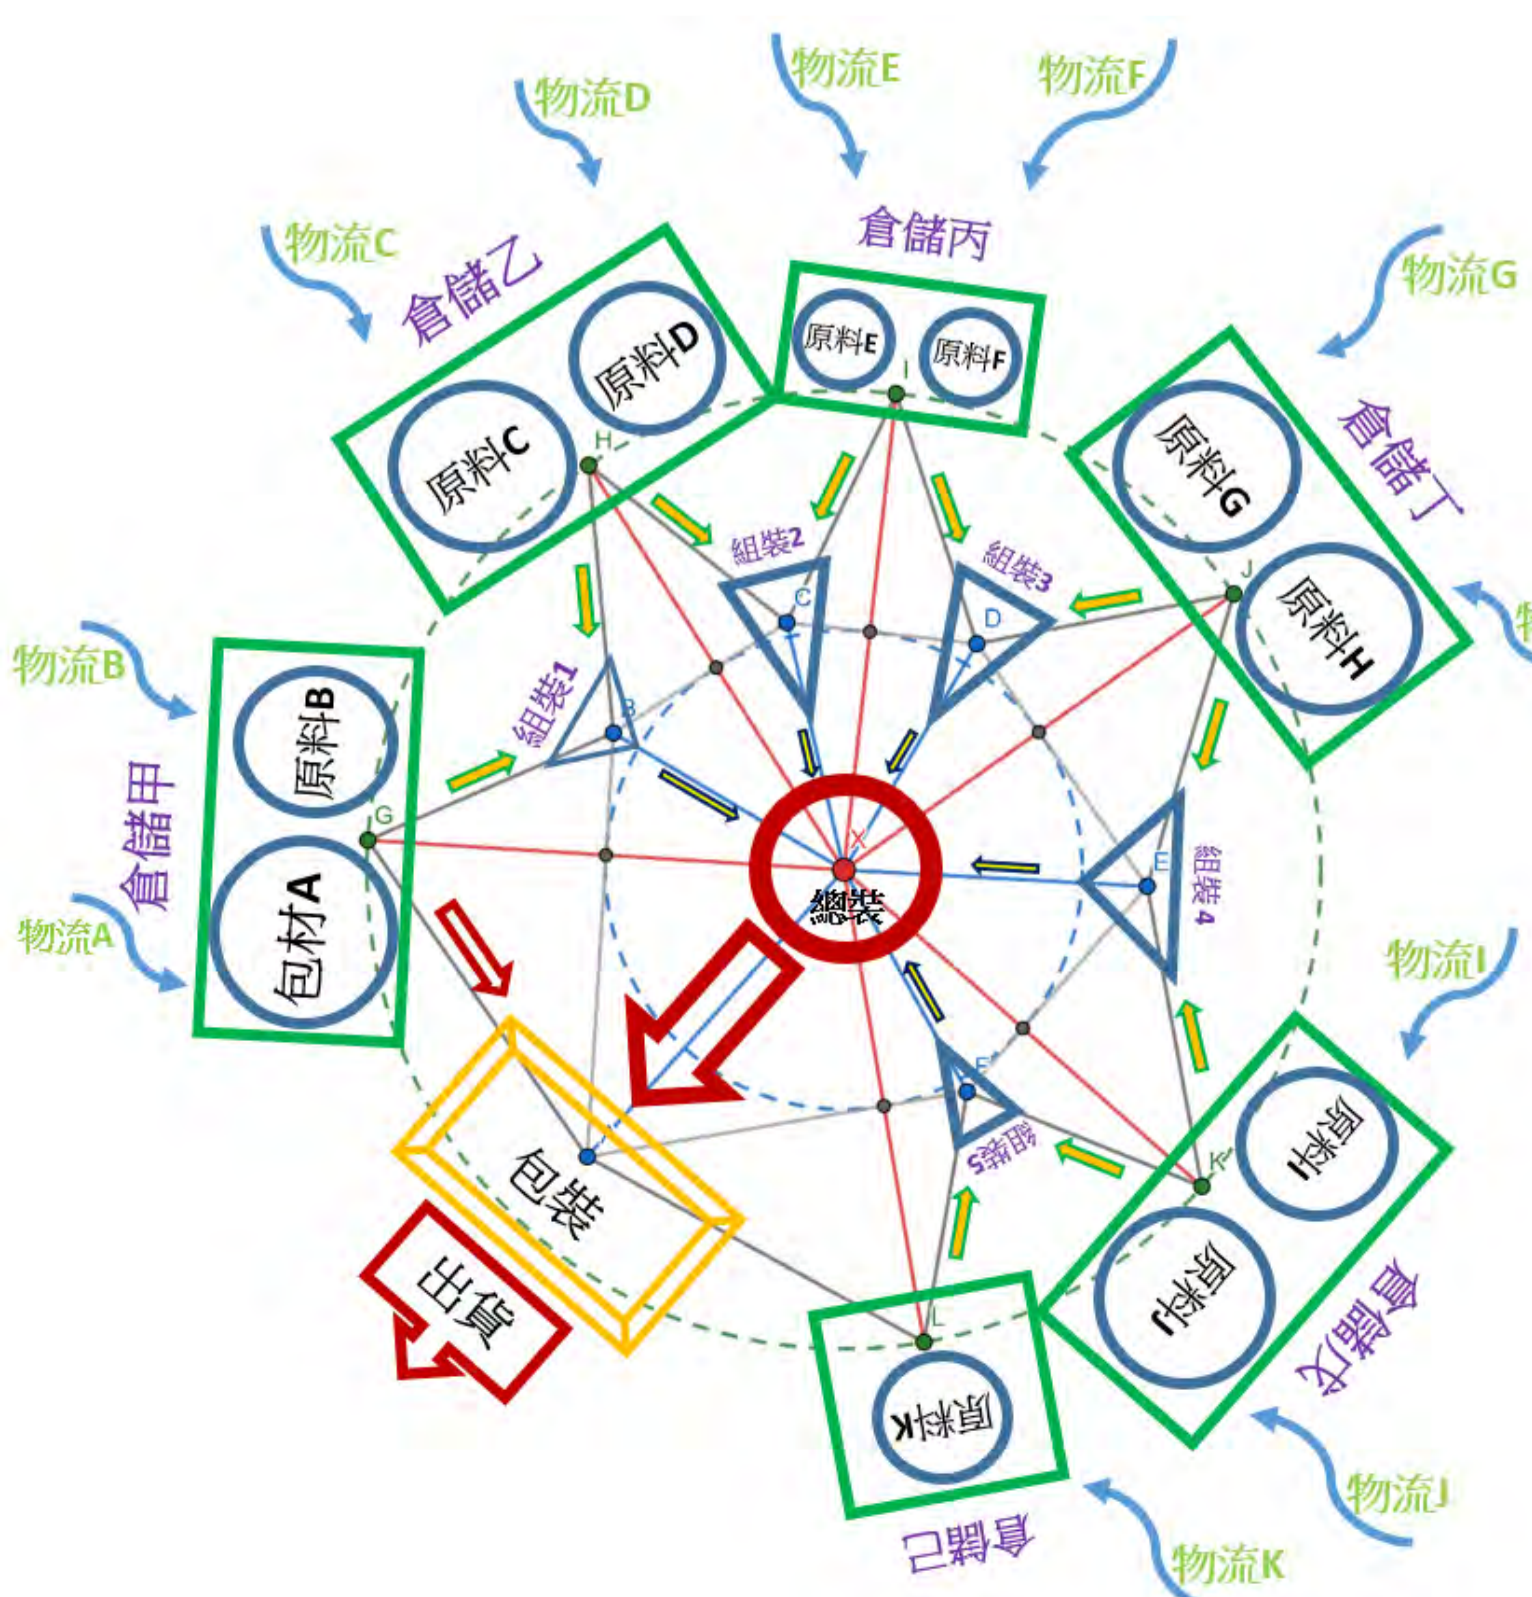 物流E
物流F
物流D
物流C
倉儲丙
倉儲乙
物流G
原料D
原料E
原料F
I
倉儲丁
H
原料C
原料G
J
組裝2
組裝3
原料H
C
D
物流B
原料B
組裝1
B
倉儲甲
G
X
E
組裝4
總裝
包材A
物流A
物流I
F
原料I
組裝5
K
包裝
出貨
原料J
倉儲戊
L
原料K
物流J
倉儲己
物流K